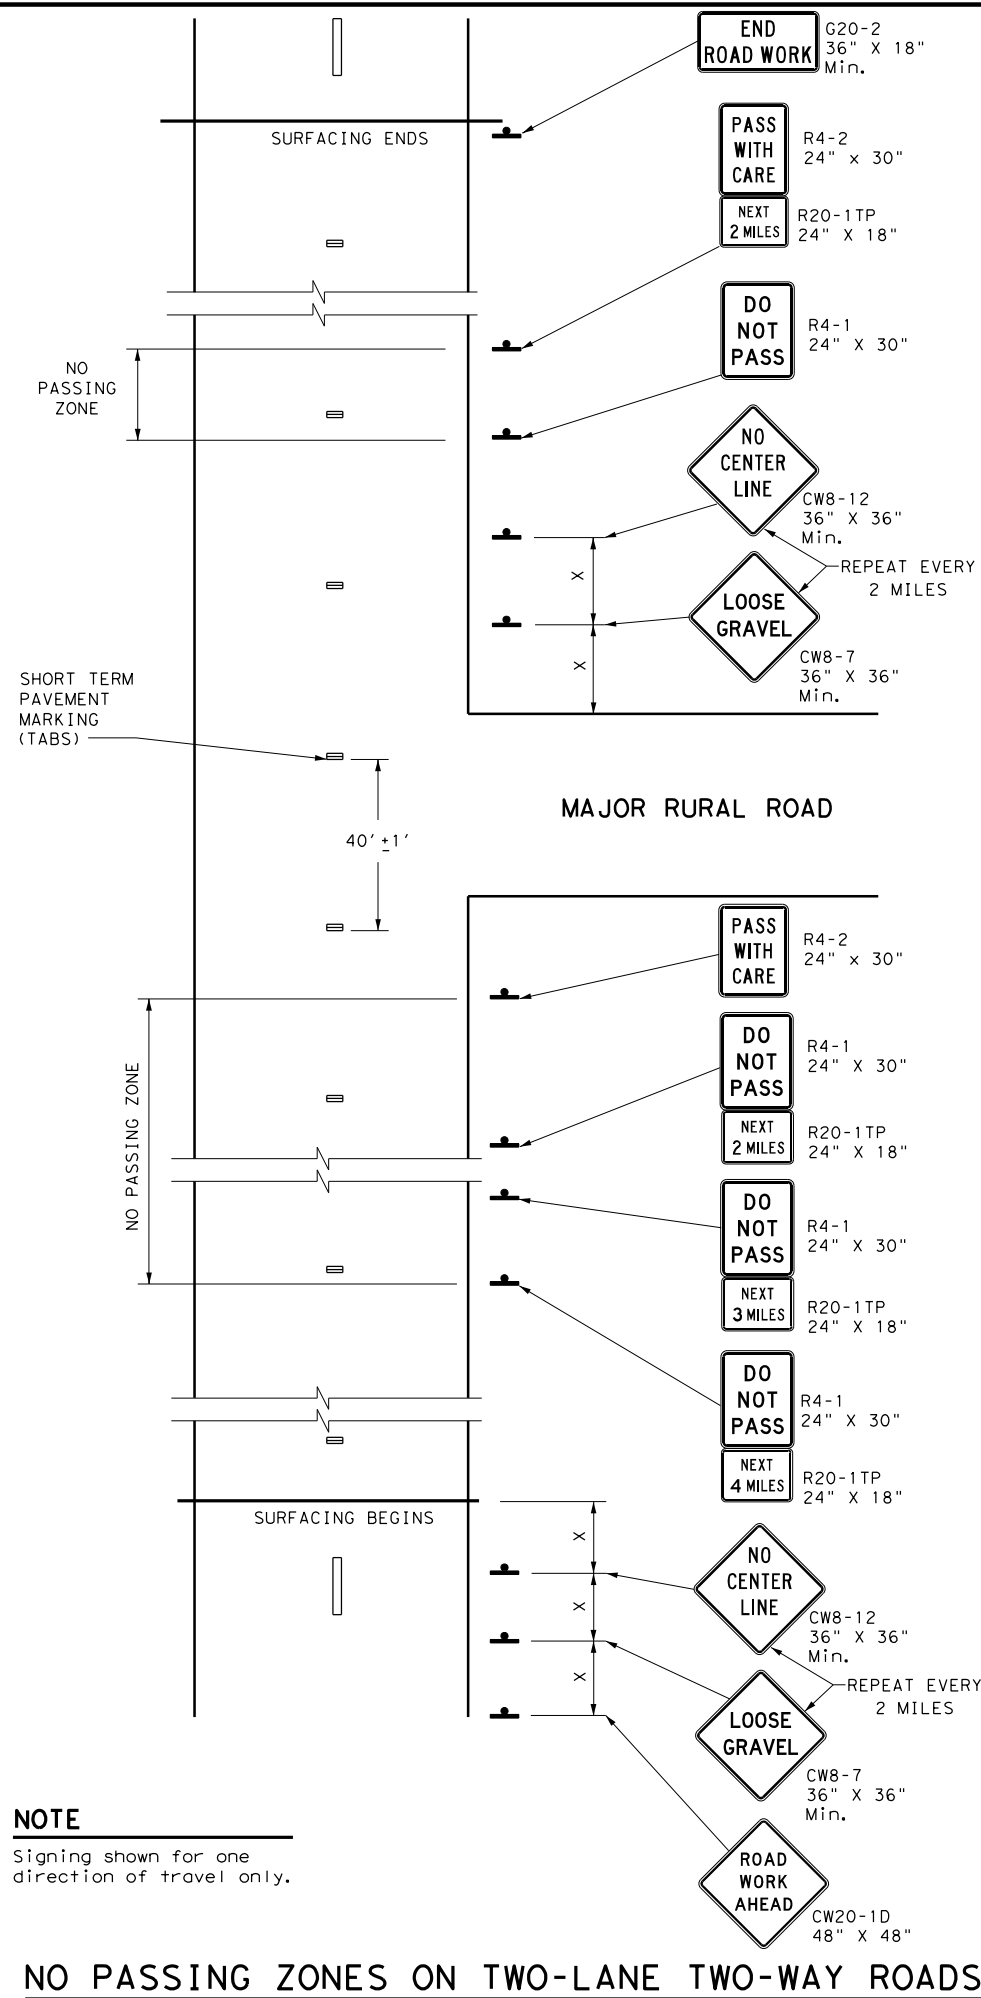 END
ROAD WORK
G20-2
36" X 18"
Min.
SURFACING ENDS
PASS
WITH
CARE
R4-2
24" x 30"
NEXT
2 MILES
R20-1TP
24" X 18"
DO
NOT
PASS
R4-1
24" X 30"
NO
PASSING
ZONE
NO
CENTER
LINE
CW8-12
36" X 36"
Min.
REPEAT EVERY
2 MILES
X
LOOSE
GRAVEL
CW8-7
36" X 36"
Min.
X
SHORT TERM
PAVEMENT
MARKING
(TABS)
MAJOR RURAL ROAD
40' ±1'
PASS
WITH
CARE
R4-2
24" x 30"
DO
NOT
PASS
R4-1
24" X 30"
NEXT
2 MILES
R20-1TP
24" X 18"
NO PASSING ZONE
DO
NOT
PASS
R4-1
24" X 30"
NEXT
3 MILES
R20-1TP
24" X 18"
DO
NOT
PASS
R4-1
24" X 30"
NEXT
4 MILES
R20-1TP
24" X 18"
SURFACING BEGINS
X
NO
CENTER
LINE
CW8-12
36" X 36"
Min.
X
REPEAT EVERY
2 MILES
X
LOOSE
GRAVEL
CW8-7
36" X 36"
Min.
NOTE
Signing shown for one
direction of travel only.
ROAD
WORK
AHEAD
CW20-1D
48" X 48"
NO PASSING ZONES ON TWO-LANE TWO-WAY ROADS